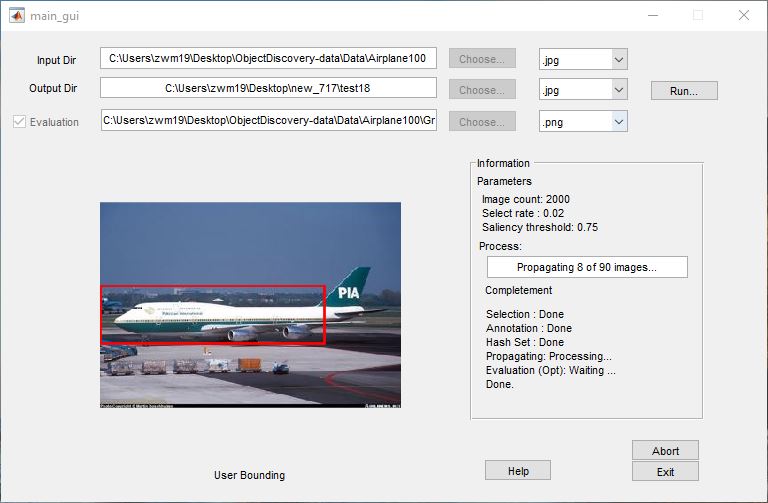 main_gui
Input Dir
C:\Users\zwm19\Desktop\ObjectDiscovery-data\Data\Airplane100
Choose...
.jpg
Output Dir
C:\Users\zwm19\Desktop\new_717\test18
Choose...
.jpg
Run...
Evaluation
C:\Users\zwm19\Desktop\ObjectDiscovery-data\Data\Airplane100\Gr
Choose...
.png
Information
Parameters
Image count: 2000
Select rate : 0.02
Saliency threshold: 0.75
Process:
Propagating 8 of 90 images...
Completement
Selection : Done
Annotation : Done
Hash Set : Done
Propagating: Processing...
Evaluation (Opt): Waiting ...
Done.
PIA
Pakistan International
User Bounding
Help
Abort
Exit